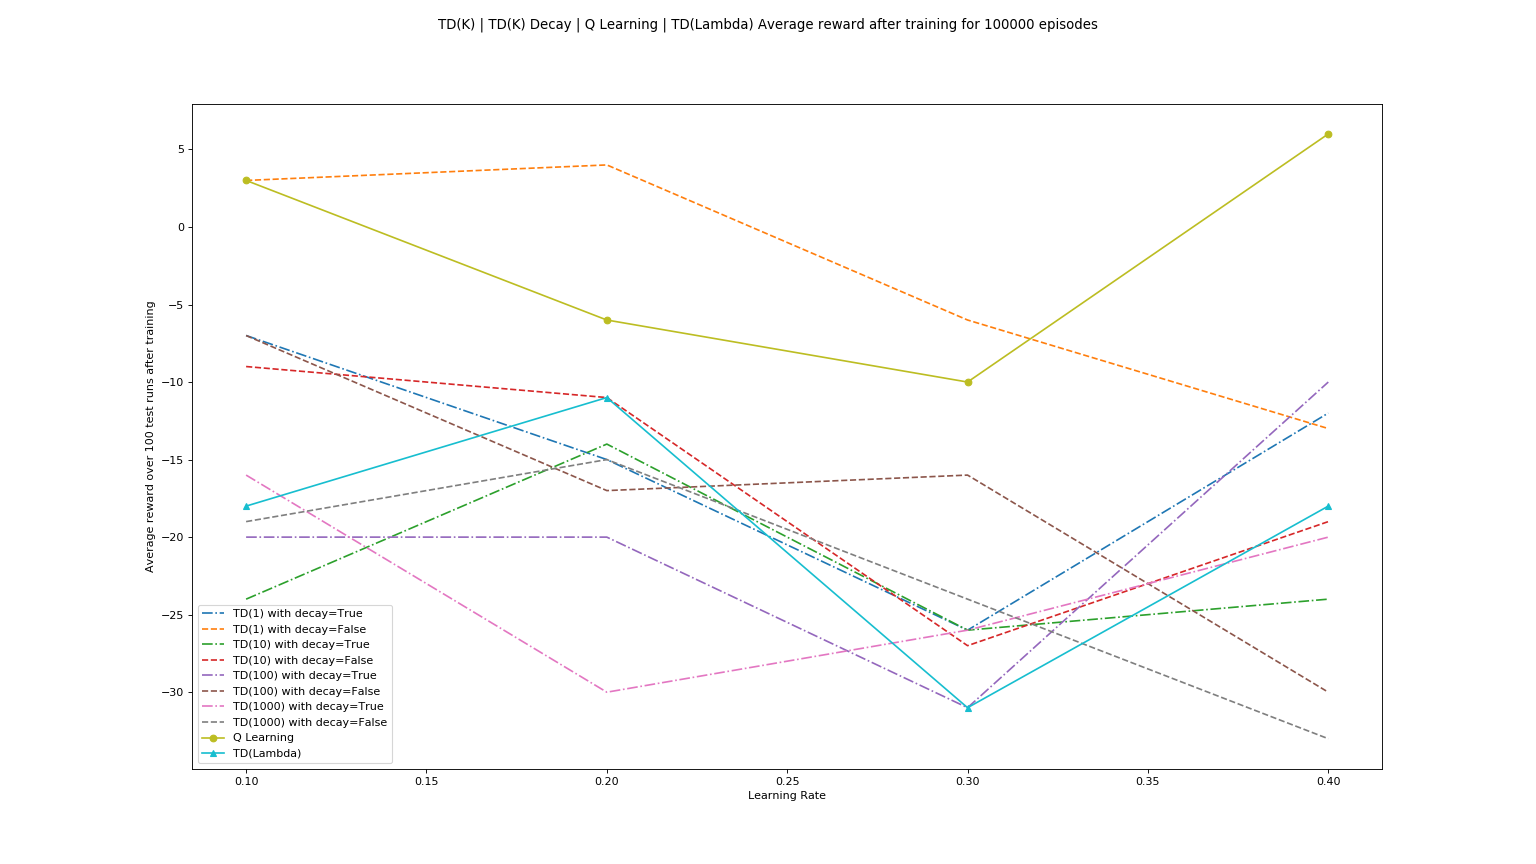 TD(K) | TD(K) Decay | Q Learning | TD(Lambda) Average reward after training for 100000 episodes
Average reward over 100 test runs after training
5
0
−5
−10
−15
−20
−25
−30
TD(1) with decay=True
TD(1) with decay=False
TD(10) with decay=True
TD(10) with decay=False
TD(100) with decay=True
TD(100) with decay=False
TD(1000) with decay=True
TD(1000) with decay=False
Q Learning
TD(Lambda)
0.10 0.15 0.20 0.25 0.30 0.35 0.40
Learning Rate